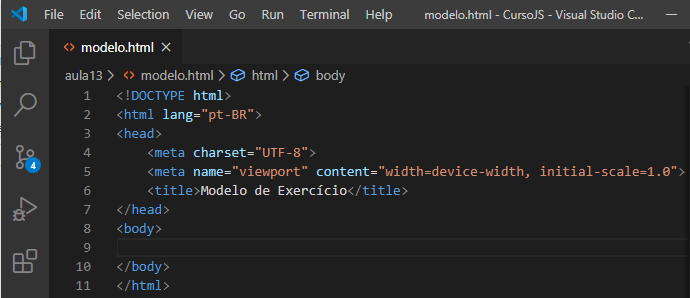 File Edit Selection View Go Run Terminal Help modelo.html - CursoJS - Visual Studio C...
modelo.html
aula13 > modelo.html > html > body
1 <!DOCTYPE html>
2 <html lang="pt-BR">
3 <head>
4 <meta charset="UTF-8">
5 <meta name="viewport" content="width=device-width, initial-scale=1.0">
6 <title>Modelo de Exercício</title>
7 </head>
8 <body>
9
10 </body>
11 </html>
4